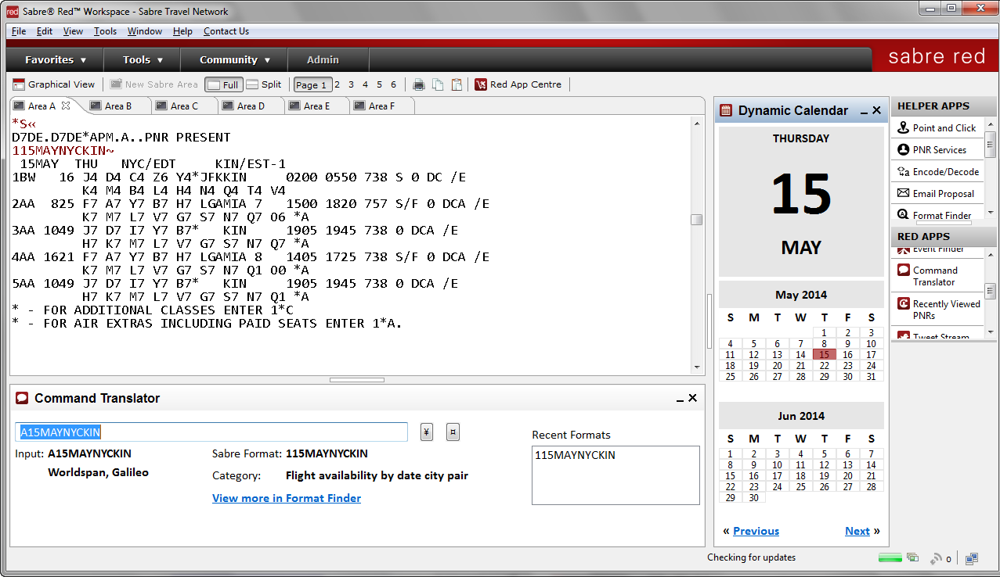 red Sabre® Red™ Workspace - Sabre Travel Network
File Edit View Tools Window Help Contact Us
Favorites Tools Community Admin
sabre red
Graphical View New Sabre Area Full Split Page 1 2 3 4 5 6 Red App Centre
Area A Area B Area C Area D Area E Area F
*S«
D7DE.D7DE*APM.A..PNR PRESENT
115MAYNYCKIN~
15MAY THU NYC/EDT KIN/EST-1
1BW 16 J4 D4 C4 Z6 Y4*JFKKIN 0200 0550 738 S 0 DC /E
K4 M4 B4 L4 H4 N4 Q4 T4 V4
2AA 825 F7 A7 Y7 B7 H7 LGAMIA 7 1500 1820 757 S/F 0 DCA /E
K7 M7 L7 V7 G7 S7 N7 Q7 O6 *A
3AA 1049 J7 D7 I7 Y7 B7* KIN 1905 1945 738 0 DCA /E
H7 K7 M7 L7 V7 G7 S7 N7 Q7 *A
4AA 1621 F7 A7 Y7 B7 H7 LGAMIA 8 1405 1725 738 S/F 0 DCA /E
K7 M7 L7 V7 G7 S7 N7 Q1 O0 *A
5AA 1049 J7 D7 I7 Y7 B7* KIN 1905 1945 738 0 DCA /E
H7 K7 M7 L7 V7 G7 S7 N7 Q1 *A
* - FOR ADDITIONAL CLASSES ENTER 1*C
* - FOR AIR EXTRAS INCLUDING PAID SEATS ENTER 1*A.
Command Translator
A15MAYNYCKIN ¥ ¤
Input: A15MAYNYCKIN
Worldspan, Galileo
Sabre Format: 115MAYNYCKIN
Category: Flight availability by date city pair
View more in Format Finder
Recent Formats
115MAYNYCKIN
Dynamic Calendar
THURSDAY
15
MAY
May 2014
S M T W T F S
1 2 3
4 5 6 7 8 9 10
11 12 13 14 15 16 17
18 19 20 21 22 23 24
25 26 27 28 29 30 31
Jun 2014
S M T W T F S
1 2 3 4 5 6 7
8 9 10 11 12 13 14
15 16 17 18 19 20 21
22 23 24 25 26 27 28
29 30
« Previous Next »
HELPER APPS
Point and Click
PNR Services
Encode/Decode
Email Proposal
Format Finder
RED APPS
Event Finder
Command
Translator
Recently Viewed
PNRs
Tweet Stream
Checking for updates
0